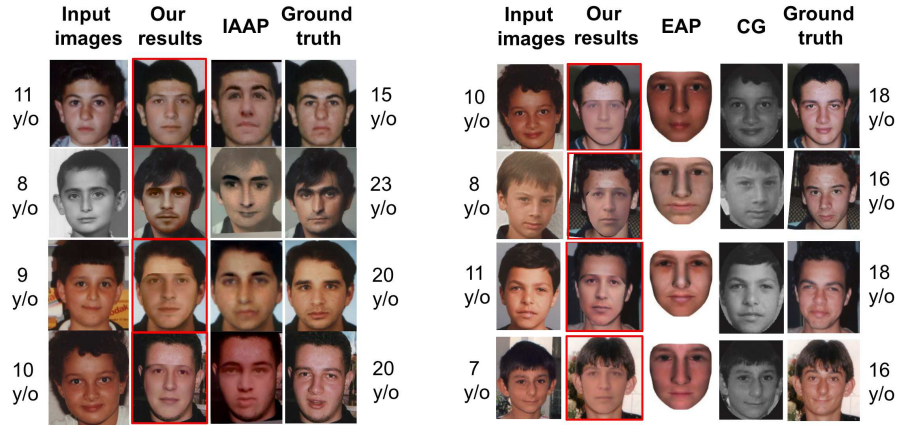 Input images
Our results
IAAP
Ground truth
11 y/o
15 y/o
8 y/o
23 y/o
9 y/o
20 y/o
10 y/o
20 y/o
Input images
Our results
EAP
CG
Ground truth
10 y/o
18 y/o
8 y/o
16 y/o
11 y/o
18 y/o
7 y/o
16 y/o